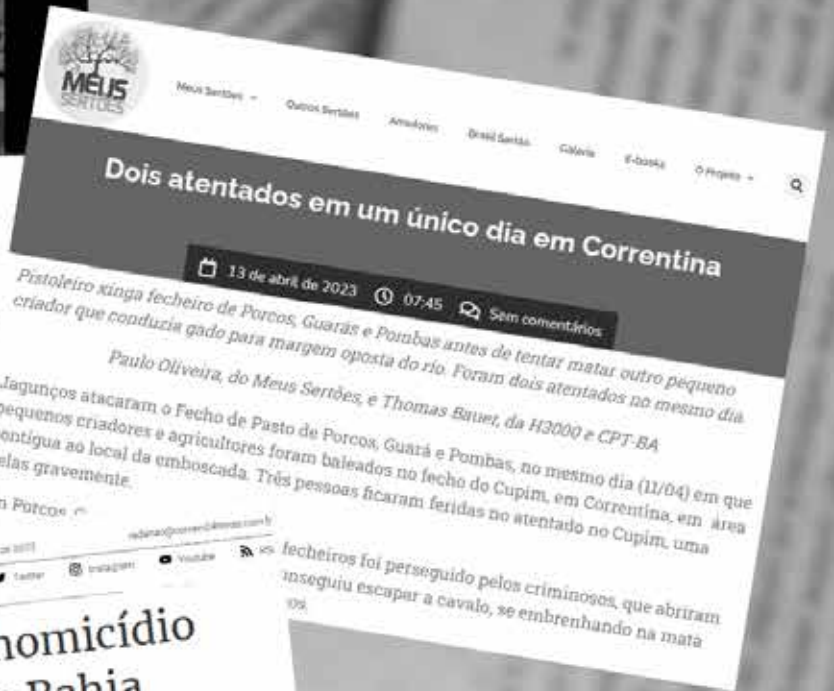 MEUS
SERTÕES
Meus Sertões
Outros Sertões
Amadores
Brasil Sertão
Galeria
E-books
O Projeto
Dois atentados em um único dia em Correntina
13 de abril de 2023 07:45 Sem comentários
Pistoleiro xinga fecheiro de Porcos, Guarás e Pombas antes de tentar matar outro pequeno
criador que conduzia gado para margem oposta do rio. Foram dois atentados no mesmo dia
Paulo Oliveira, do Meus Sertões, e Thomas Bauer, da H3000 e CPT-BA
Jagunços atacaram o Fecho de Pasto de Porcos, Guará e Pombas, no mesmo dia (11/04) em que
pequenos criadores e agricultores foram baleados no fecho do Cupim, em Correntina, em área
contígua ao local da emboscada. Três pessoas ficaram feridas no atentado no Cupim, uma
elas gravemente.
Porcos
fecheiros foi perseguido pelos criminosos, que abriram
nseguiu escapar a cavalo, se embrenhando na mata
os.
Twitter Instagram Youtube
homicídio
Bahia